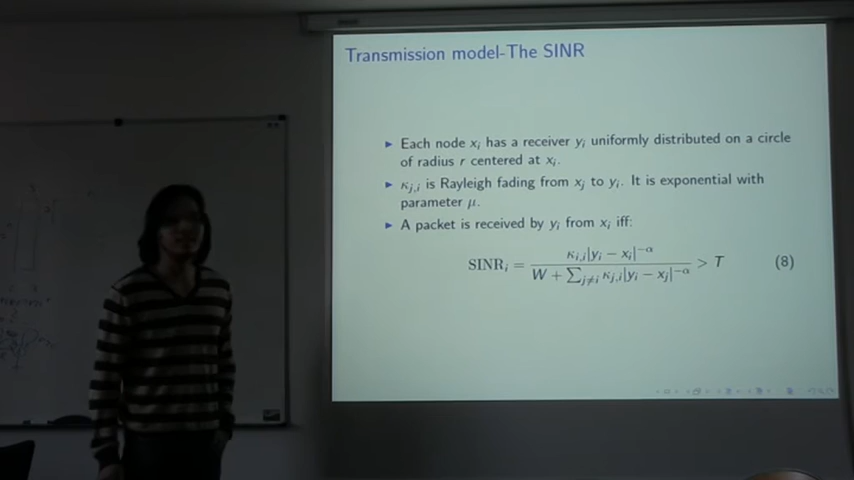 Transmission model-The SINR
▶ Each node x_i has a receiver y_i uniformly distributed on a circle
of radius r centered at x_i.
▶ κ_{j,i} is Rayleigh fading from x_j to y_i. It is exponential with
parameter μ.
▶ A packet is received by y_i from x_i iff:
SINR_i = κ_{i,i}|y_i − x_i|^{−α} / (W + ∑_{j≠i} κ_{j,i}|y_i − x_j|^{−α}) > T (8)